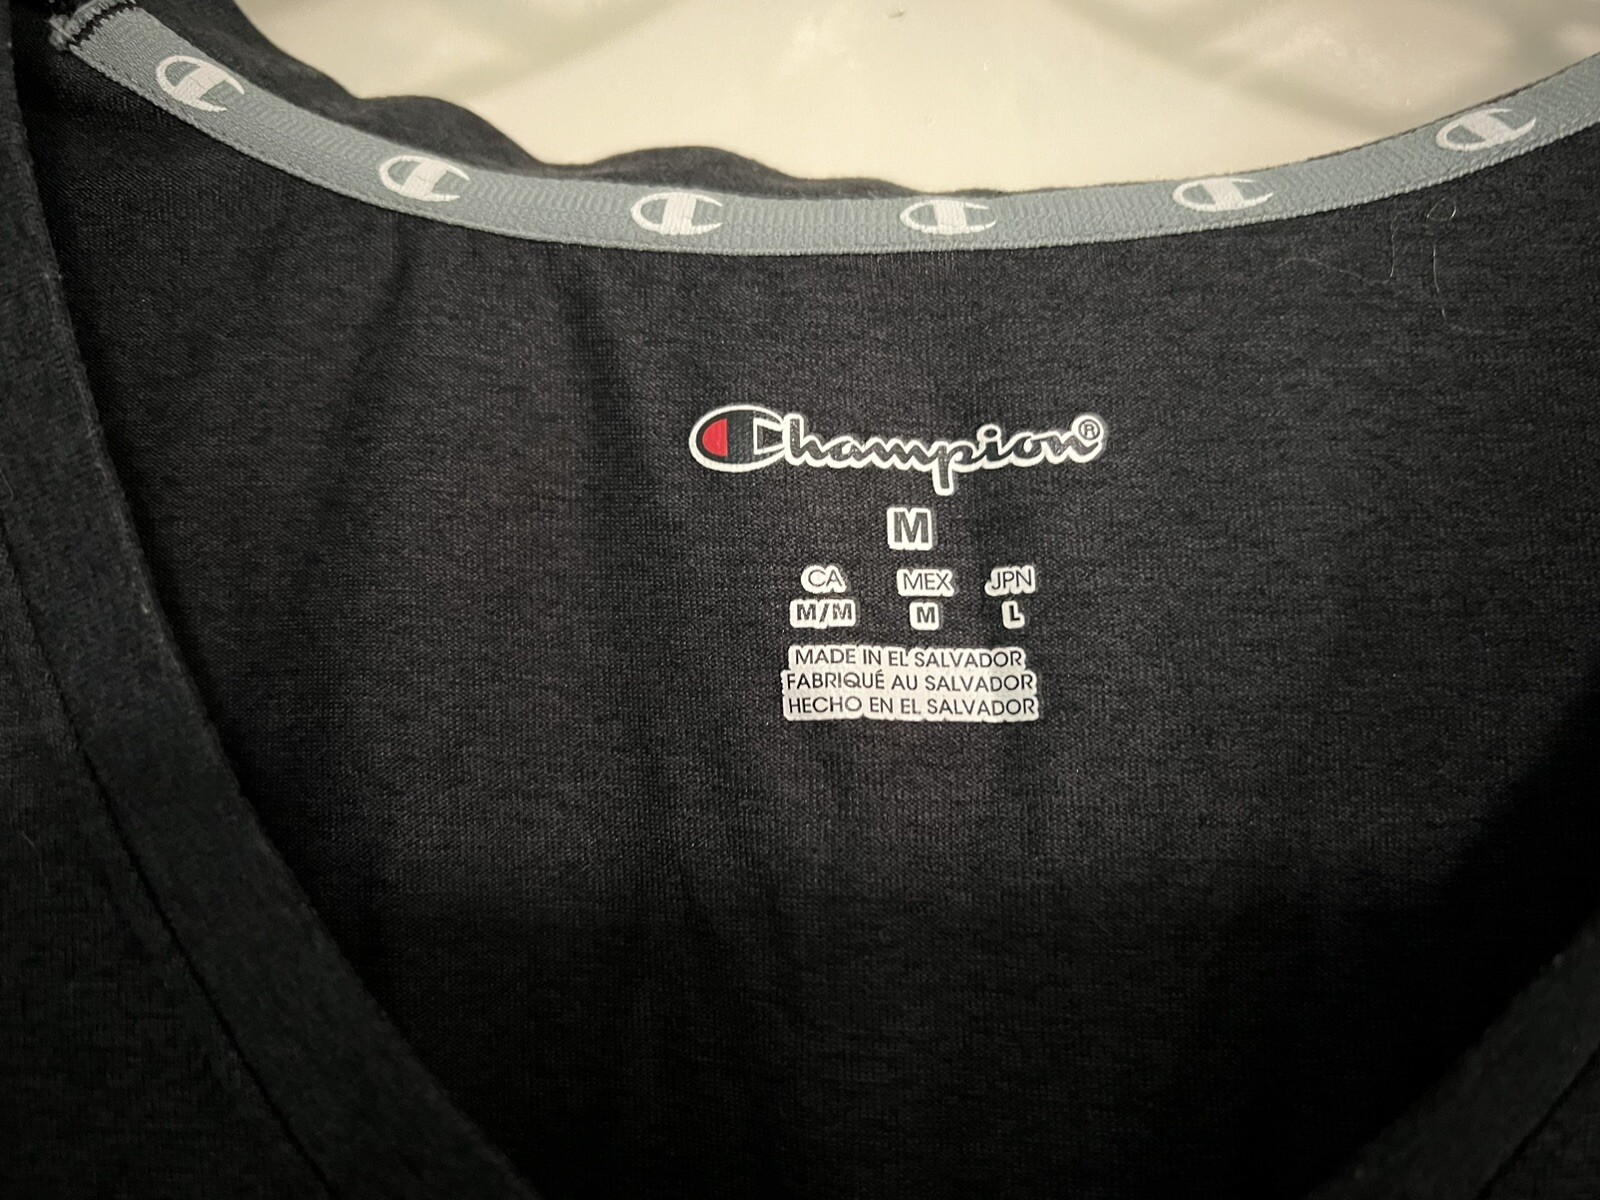 Champion®
M
CA MEX JPN
M/M M L
MADE IN EL SALVADOR
FABRIQUÉ AU SALVADOR
HECHO EN EL SALVADOR